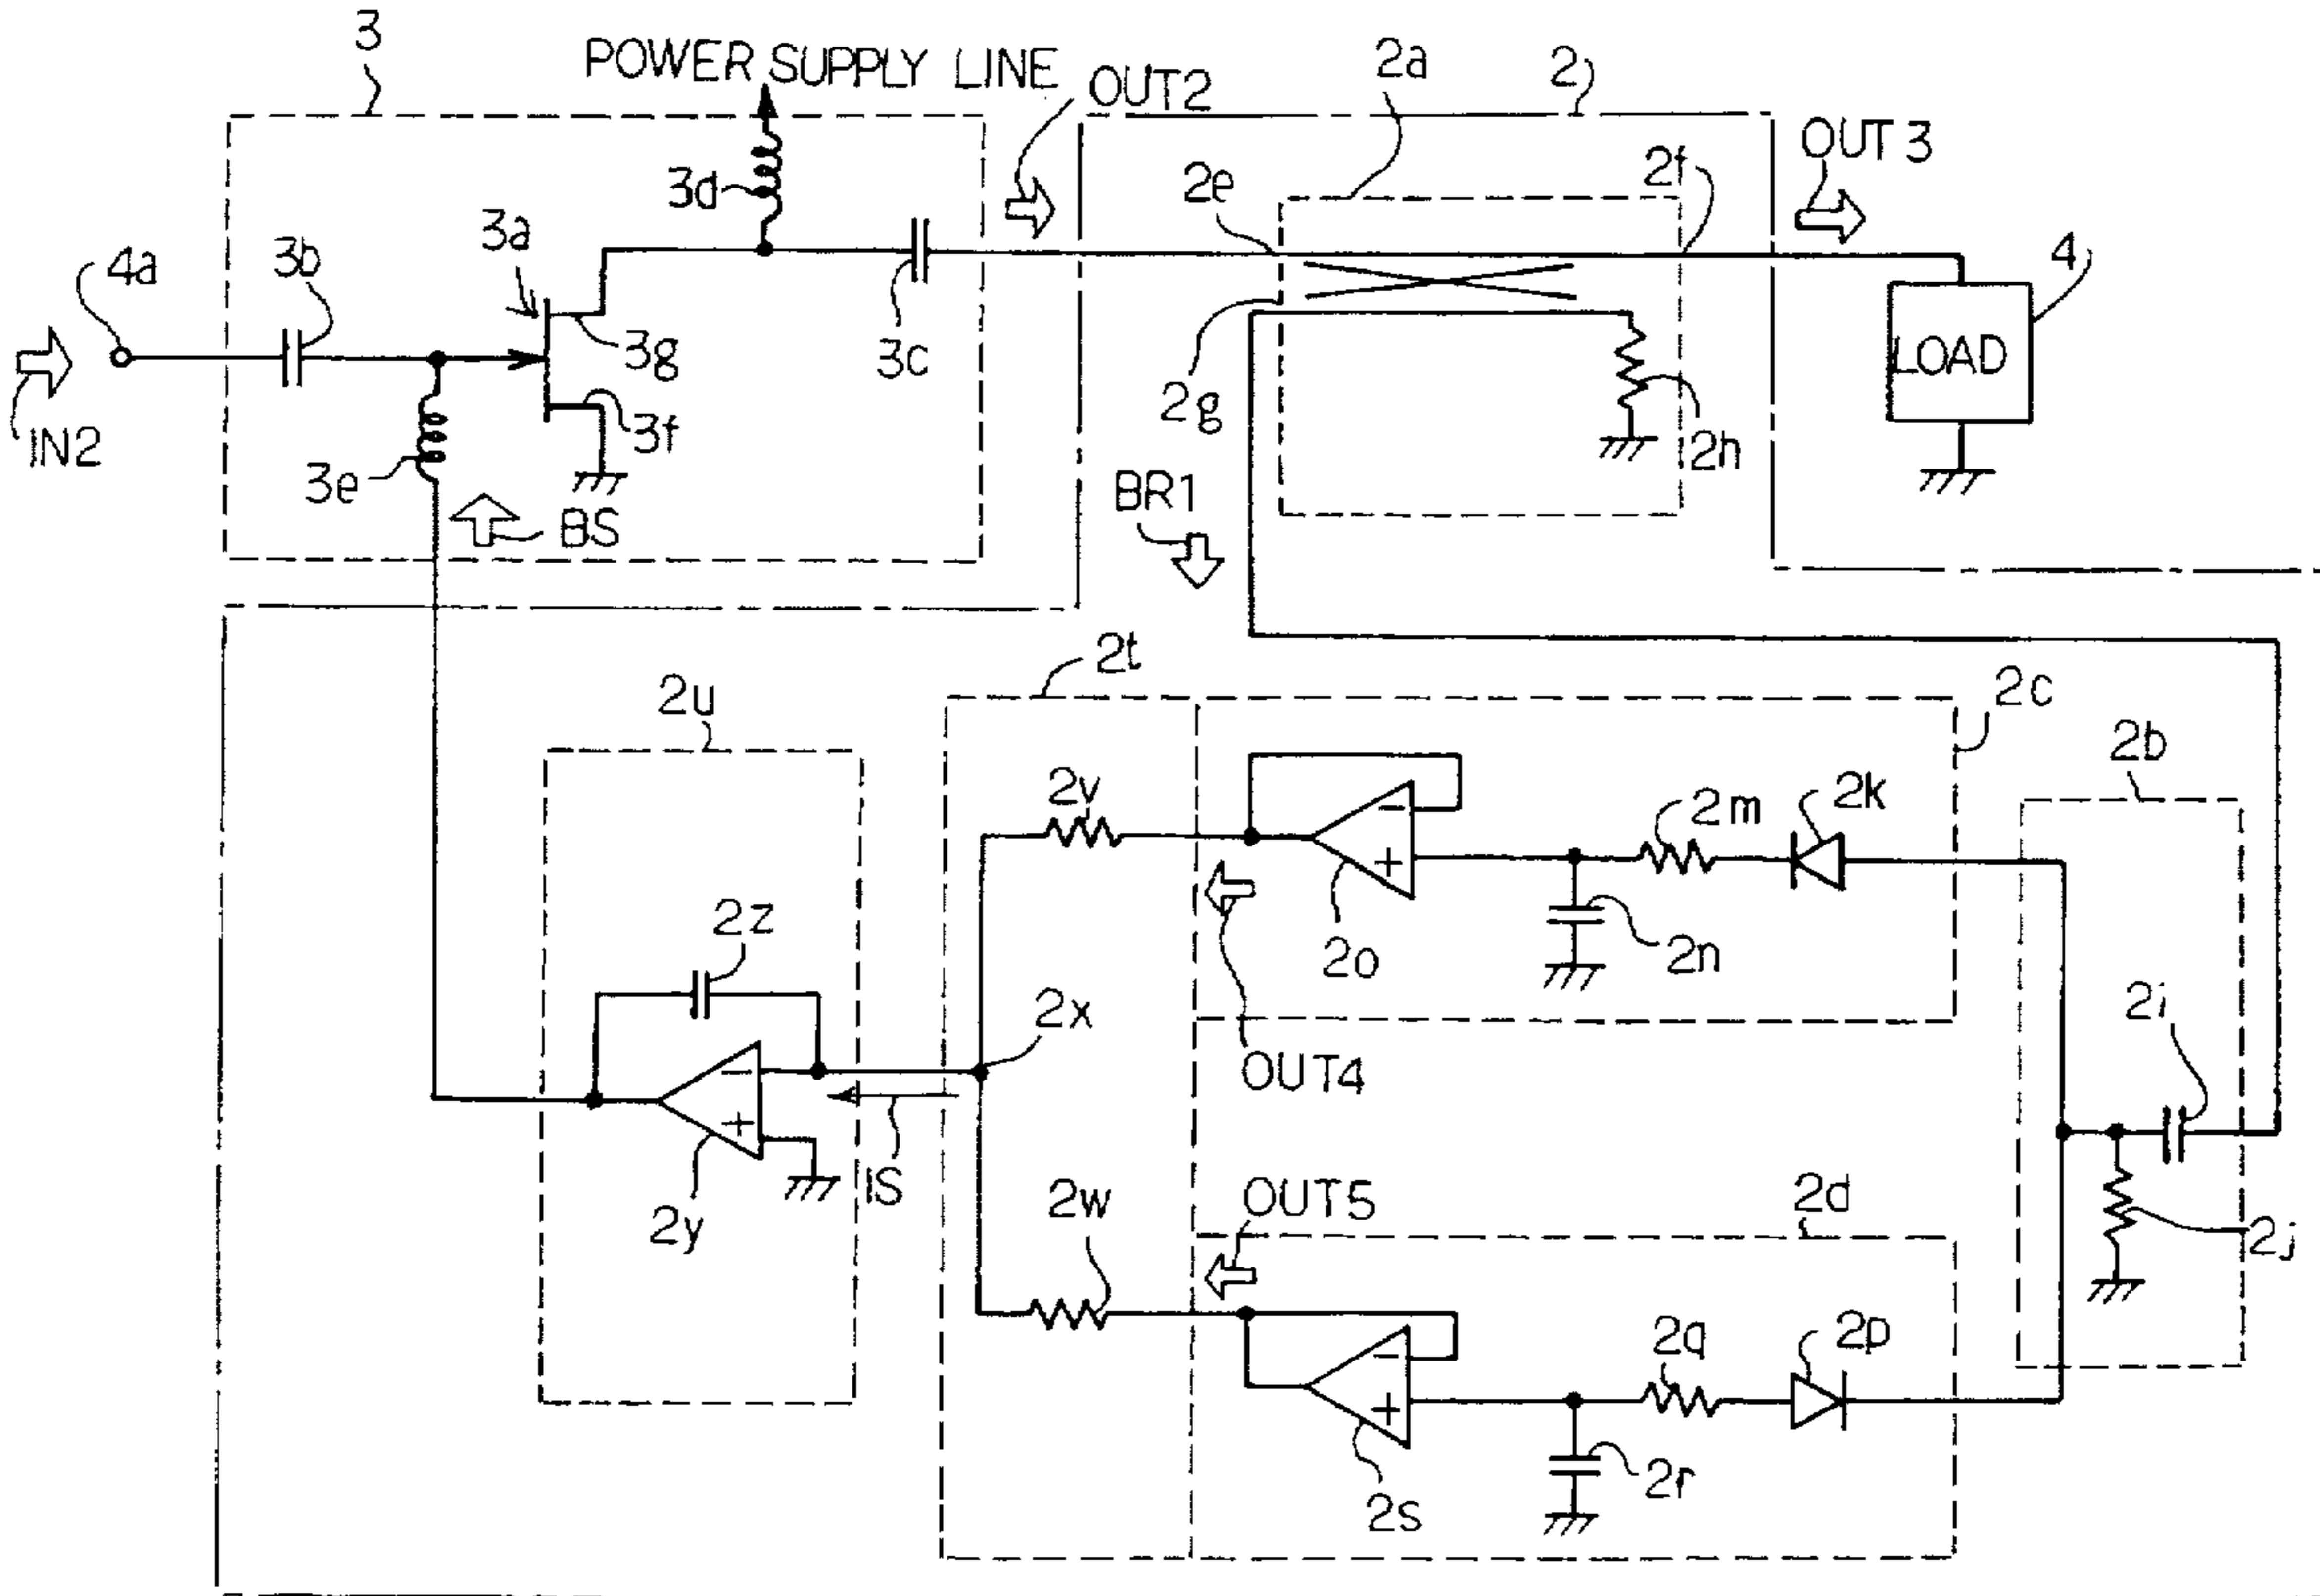 3
POWER SUPPLY LINE
OUT2
2a
2
OUT3
4a
3b
3a
3d
2e
2f
4
3g
3c
LOAD
2g
IN2
3e
3f
2h
BS
BR1
2t
2u
2c
2b
2v
2m
2k
2z
2o
2n
2x
2i
OUT4
2y
IS
2w
OUT5
2d
2j
2q
2p
2s
2r
−
+
−
+
−
+